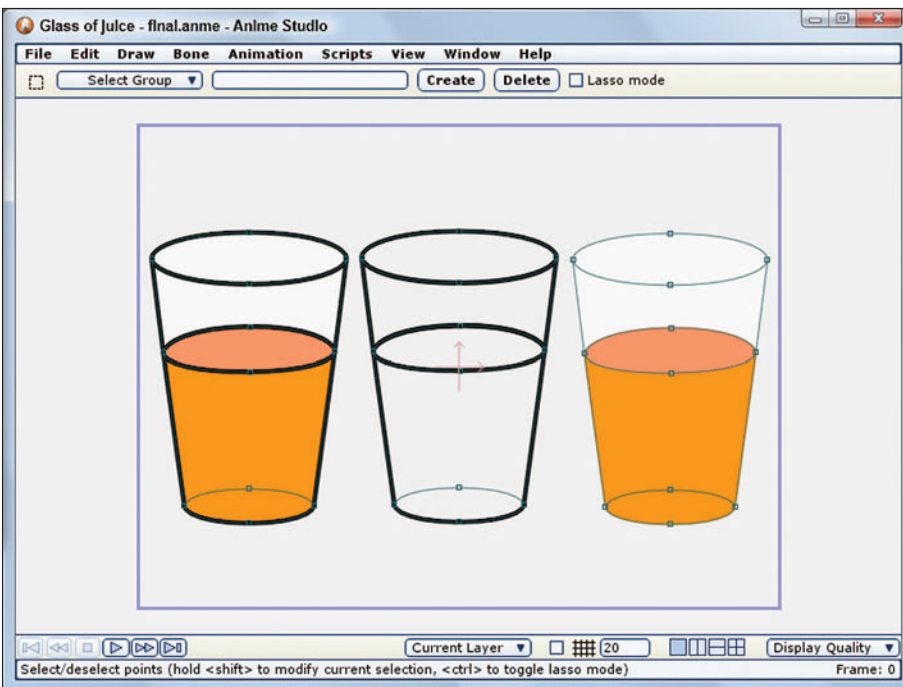 Glass of Juice - final.anme - Anime Studio
File Edit Draw Bone Animation Scripts View Window Help
Select Group Create Delete Lasso mode
Current Layer 20 Display Quality
Select/deselect points (hold <shift> to modify current selection, <ctrl> to toggle lasso mode) Frame: 0